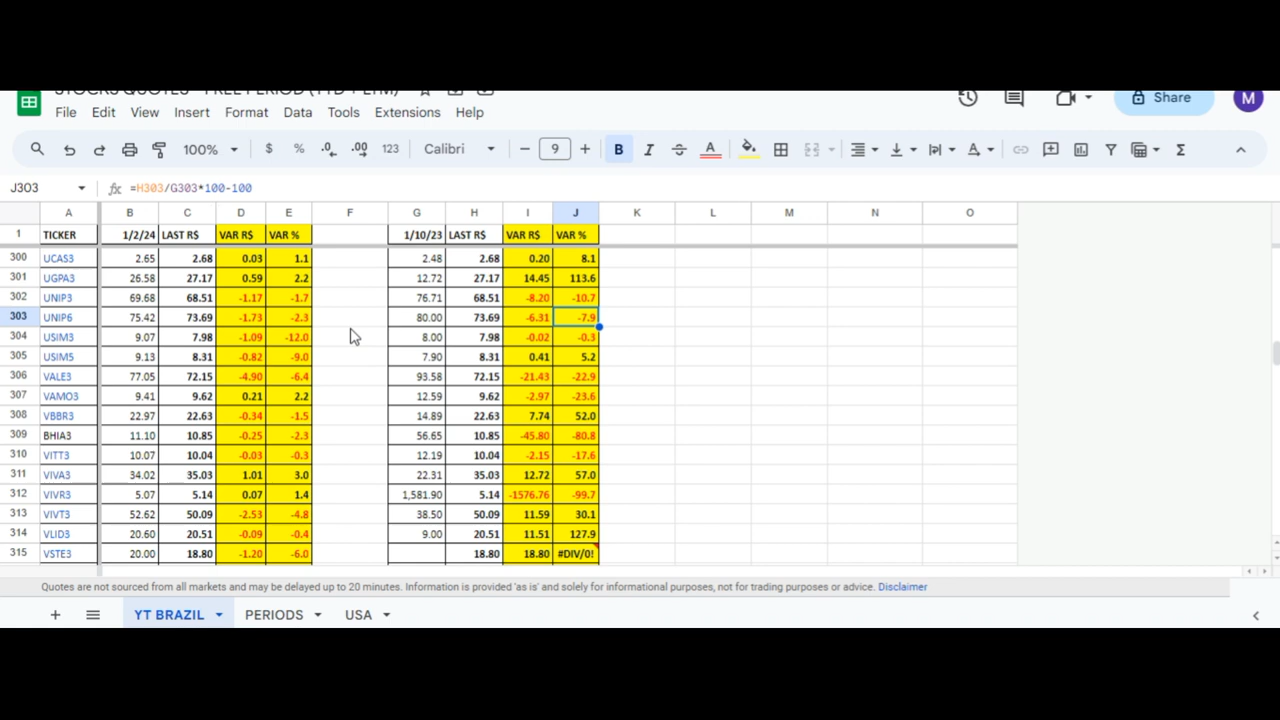 STOCKS QUOTES - FREE PERIOD (YTD + LTM)
File Edit View Insert Format Data Tools Extensions Help Share M
100% $ % .0 .00 123 Calibri - 9 + B I A Σ
J303 fx =H303/G303*100-100
A B C D E F G H I J K L M N O
1 TICKER 1/2/24 LAST R$ VAR R$ VAR % 1/10/23 LAST R$ VAR R$ VAR %
300 UCAS3 2.65 2.68 0.03 1.1 2.48 2.68 0.20 8.1
301 UGPA3 26.58 27.17 0.59 2.2 12.72 27.17 14.45 113.6
302 UNIP3 69.68 68.51 -1.17 -1.7 76.71 68.51 -8.20 -10.7
303 UNIP6 75.42 73.69 -1.73 -2.3 80.00 73.69 -6.31 -7.9
304 USIM3 9.07 7.98 -1.09 -12.0 8.00 7.98 -0.02 -0.3
305 USIM5 9.13 8.31 -0.82 -9.0 7.90 8.31 0.41 5.2
306 VALE3 77.05 72.15 -4.90 -6.4 93.58 72.15 -21.43 -22.9
307 VAMO3 9.41 9.62 0.21 2.2 12.59 9.62 -2.97 -23.6
308 VBBR3 22.97 22.63 -0.34 -1.5 14.89 22.63 7.74 52.0
309 BHIA3 11.10 10.85 -0.25 -2.3 56.65 10.85 -45.80 -80.8
310 VITT3 10.07 10.04 -0.03 -0.3 12.19 10.04 -2.15 -17.6
311 VIVA3 34.02 35.03 1.01 3.0 22.31 35.03 12.72 57.0
312 VIVR3 5.07 5.14 0.07 1.4 1,581.90 5.14 -1576.76 -99.7
313 VIVT3 52.62 50.09 -2.53 -4.8 38.50 50.09 11.59 30.1
314 VLID3 20.60 20.51 -0.09 -0.4 9.00 20.51 11.51 127.9
315 VSTE3 20.00 18.80 -1.20 -6.0 18.80 18.80 #DIV/0!
Quotes are not sourced from all markets and may be delayed up to 20 minutes. Information is provided 'as is' and solely for informational purposes, not for trading purposes or advice. Disclaimer
YT BRAZIL PERIODS USA